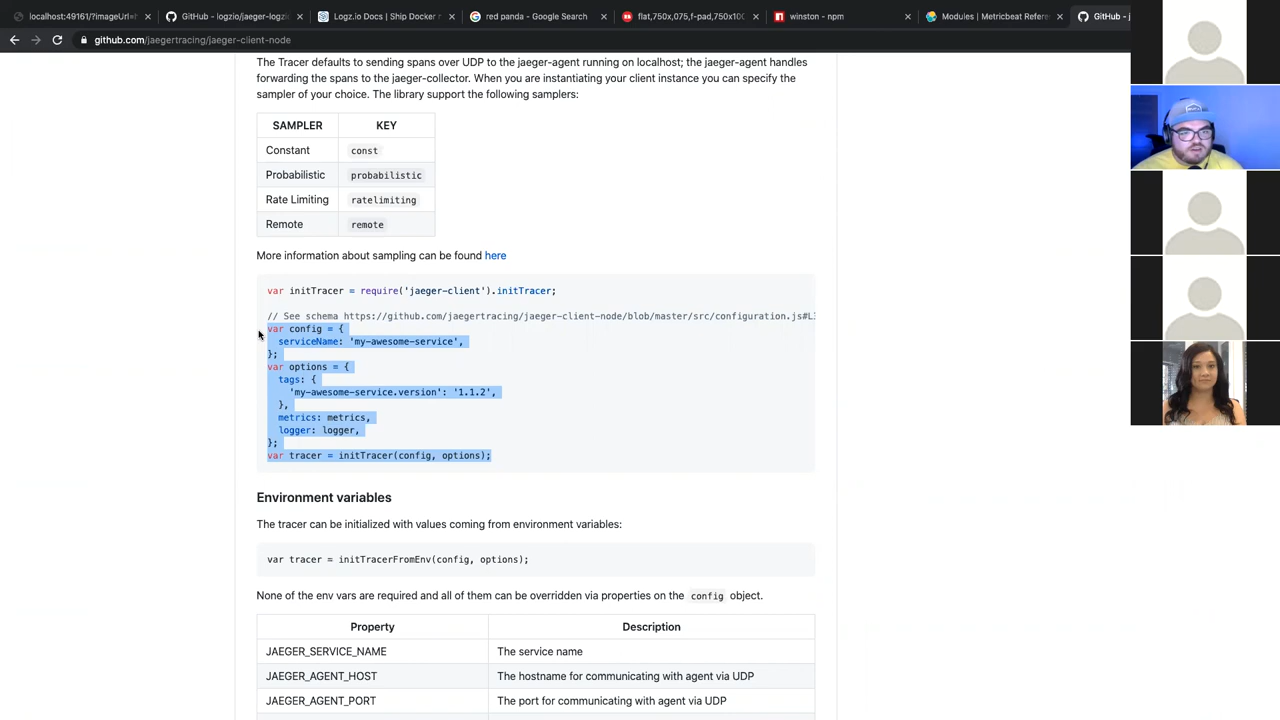 localhost:49161/?imageUrl=h
GitHub - logzio/jaeger-logzi
Logz.io Docs | Ship Docker
red panda - Google Search
flat,750x,075,f-pad,750x100
winston - npm
Modules | Metricbeat Refere
GitHub - j
github.com/jaegertracing/jaeger-client-node
The Tracer defaults to sending spans over UDP to the jaeger-agent running on localhost; the jaeger-agent handles
forwarding the spans to the jaeger-collector. When you are instantiating your client instance you can specify the
sampler of your choice. The library support the following samplers:
SAMPLER KEY
Constant const
Probabilistic probabilistic
Rate Limiting ratelimiting
Remote remote
More information about sampling can be found here
var initTracer = require('jaeger-client').initTracer;
// See schema https://github.com/jaegertracing/jaeger-client-node/blob/master/src/configuration.js#L3
var config = {
serviceName: 'my-awesome-service',
};
var options = {
tags: {
'my-awesome-service.version': '1.1.2',
},
metrics: metrics,
logger: logger,
};
var tracer = initTracer(config, options);
Environment variables
The tracer can be initialized with values coming from environment variables:
var tracer = initTracerFromEnv(config, options);
None of the env vars are required and all of them can be overridden via properties on the config object.
Property Description
JAEGER_SERVICE_NAME The service name
JAEGER_AGENT_HOST The hostname for communicating with agent via UDP
JAEGER_AGENT_PORT The port for communicating with agent via UDP